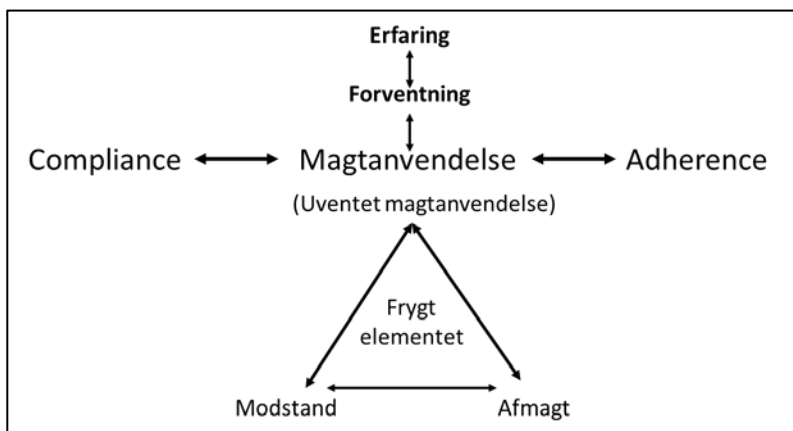 Erfaring
Forventning
Compliance Magtanvendelse Adherence
(Uventet magtanvendelse)
Frygt
elementet
Modstand Afmagt